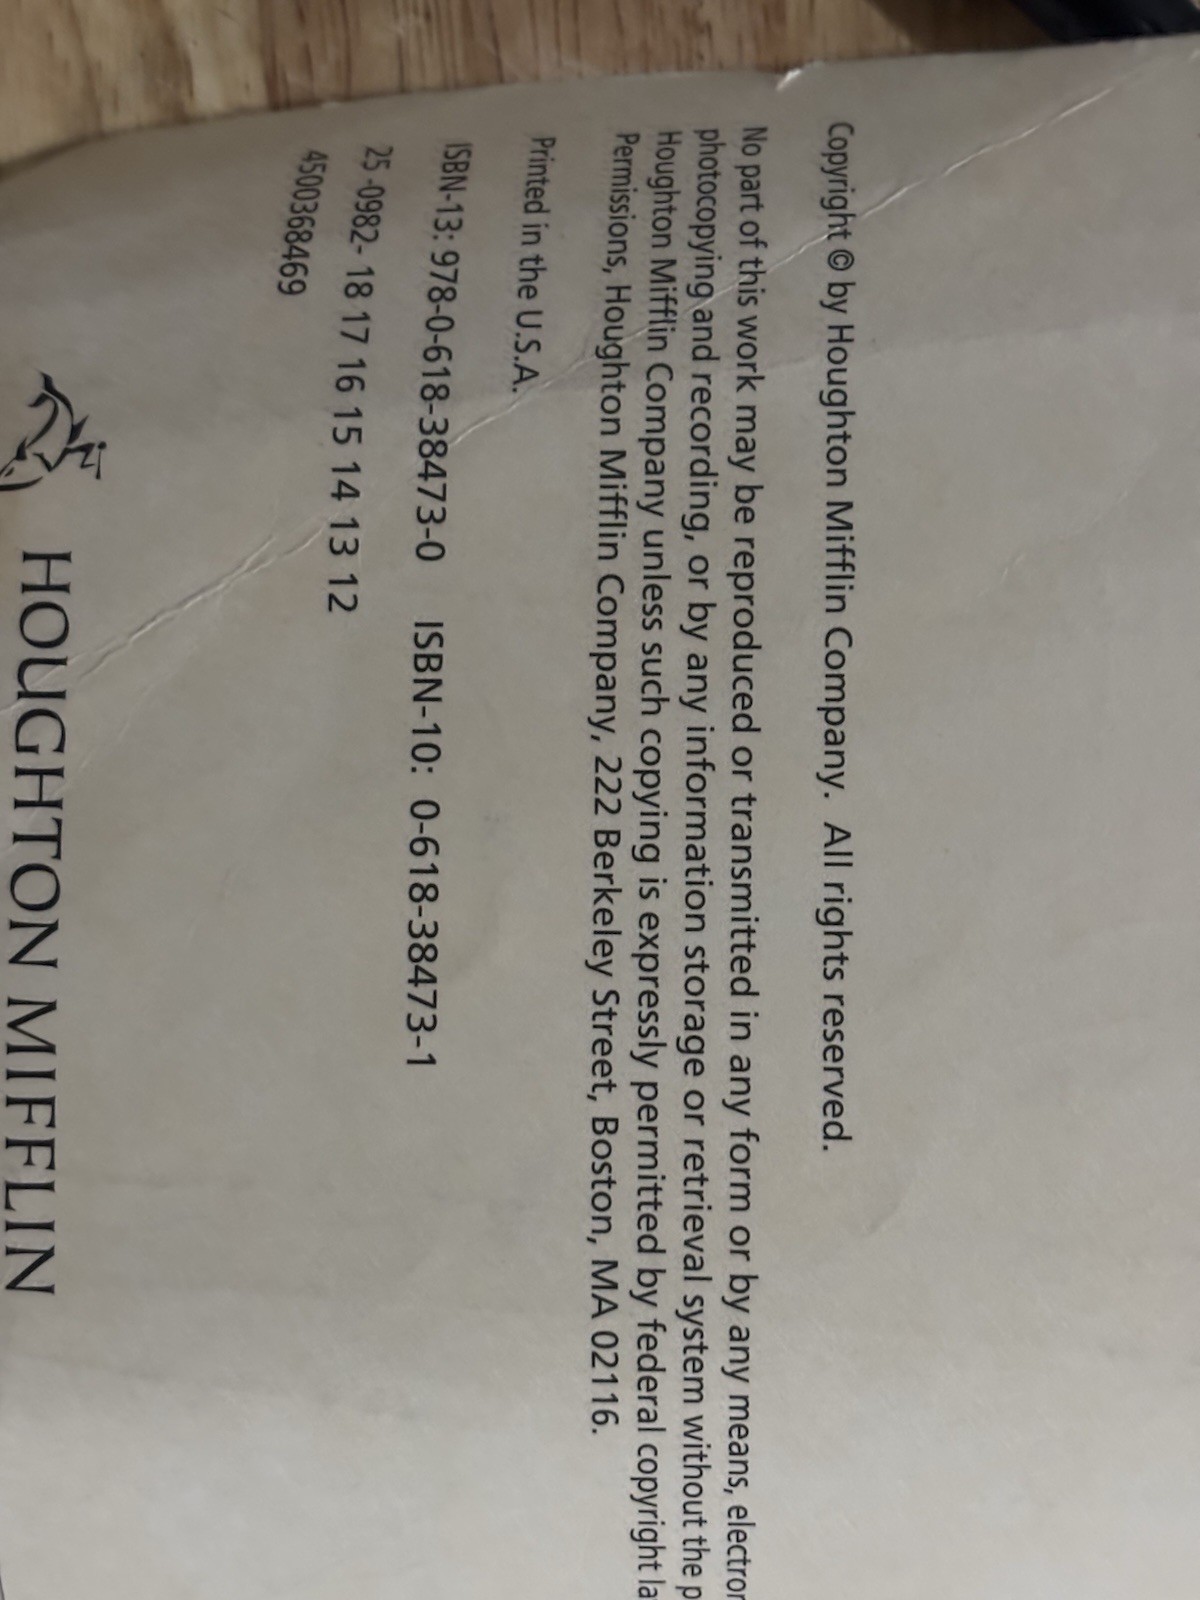 Copyright © by Houghton Mifflin Company. All rights reserved.
No part of this work may be reproduced or transmitted in any form or by any means, electron
photocopying and recording, or by any information storage or retrieval system without the p
Houghton Mifflin Company unless such copying is expressly permitted by federal copyright la
Permissions, Houghton Mifflin Company, 222 Berkeley Street, Boston, MA 02116.
Printed in the U.S.A.
ISBN-13: 978-0-618-38473-0 ISBN-10: 0-618-38473-1
25 -0982- 18 17 16 15 14 13 12
4500368469
HOUGHTON MIFFLIN